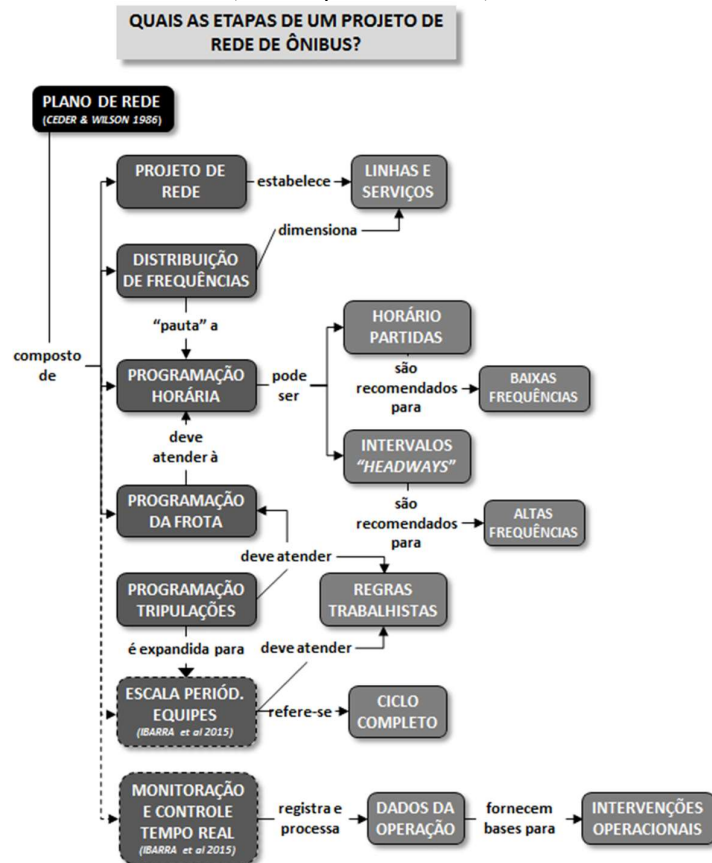 QUAIS AS ETAPAS DE UM PROJETO DE
REDE DE ÔNIBUS?
PLANO DE REDE
(CEDER & WILSON 1986)
PROJETO DE
REDE
estabelece
LINHAS E
SERVIÇOS
dimensiona
DISTRIBUIÇÃO
DE FREQUÊNCIAS
“pauta” a
composto
de
PROGRAMAÇÃO
HORÁRIA
pode
ser
HORÁRIO
PARTIDAS
são
recomendados
para
BAIXAS
FREQUÊNCIAS
INTERVALOS
“HEADWAYS”
são
recomendados
para
ALTAS
FREQUÊNCIAS
deve
atender à
PROGRAMAÇÃO
DA FROTA
deve atender
PROGRAMAÇÃO
TRIPULAÇÕES
REGRAS
TRABALHISTAS
é expandida para
deve atender
ESCALA PERIÓD.
EQUIPES
(IBARRA et al 2015)
refere-se
CICLO
COMPLETO
MONITORAÇÃO
E CONTROLE
TEMPO REAL
(IBARRA et al 2015)
registra e
processa
DADOS DA
OPERAÇÃO
fornecem
bases para
INTERVENÇÕES
OPERACIONAIS